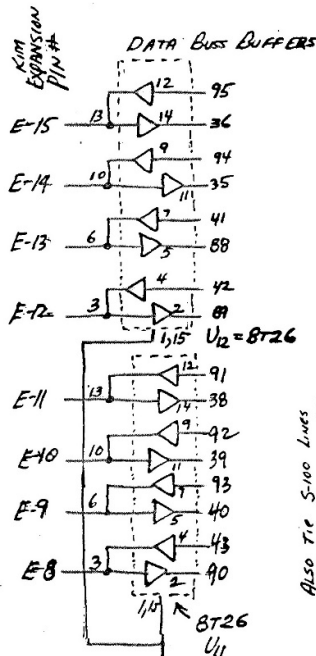 KIM
EXPANSION
PIN #
DATA BUSS BUFFERS
12 95
E-15 13 14 36
9 94
E-14 10 11 35
7 41
E-13 6 5 88
4 42
E-12 3 2 89
1,15 U12 = 8T26
12 91
E-11 13 14 38
9 92
E-10 10 11 39
7 93
E-9 6 5 40
4 43
E-8 3 2 90
1,15
8T26
U11
ALSO TIE S-100 LINES